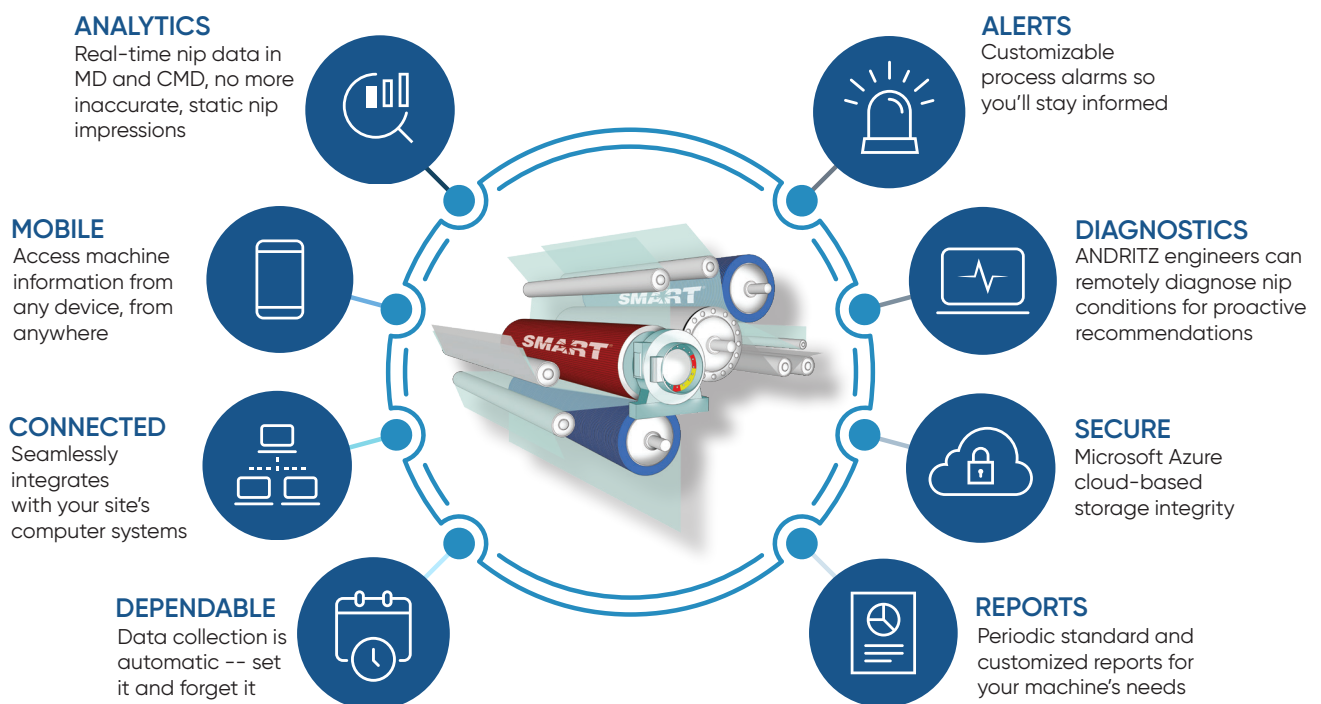 ANALYTICS
Real-time nip data in
MD and CMD, no more
inaccurate, static nip
impressions
ALERTS
Customizable
process alarms so
you'll stay informed
MOBILE
Access machine
information from
any device, from
anywhere
DIAGNOSTICS
ANDRITZ engineers can
remotely diagnose nip
conditions for proactive
recommendations
SMART
SMART
CONNECTED
Seamlessly
integrates
with your site's
computer systems
SECURE
Microsoft Azure
cloud-based
storage integrity
DEPENDABLE
Data collection is
automatic -- set
it and forget it
REPORTS
Periodic standard and
customized reports for
your machine's needs